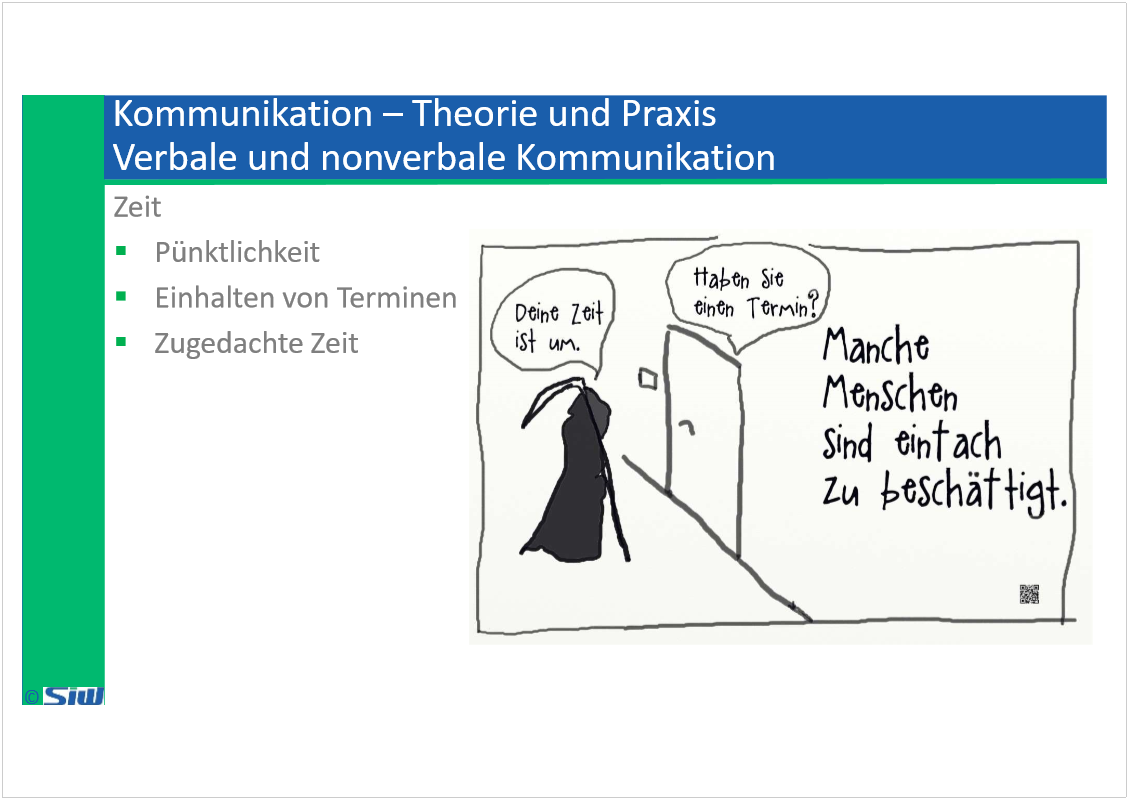 Kommunikation – Theorie und Praxis
Verbale und nonverbale Kommunikation
Zeit
▪ Pünktlichkeit
▪ Einhalten von Terminen
▪ Zugedachte Zeit
Deine Zeit
ist um.
Haben Sie
einen Termin?
Manche
Menschen
sind einfach
zu beschäftigt.
© SiW